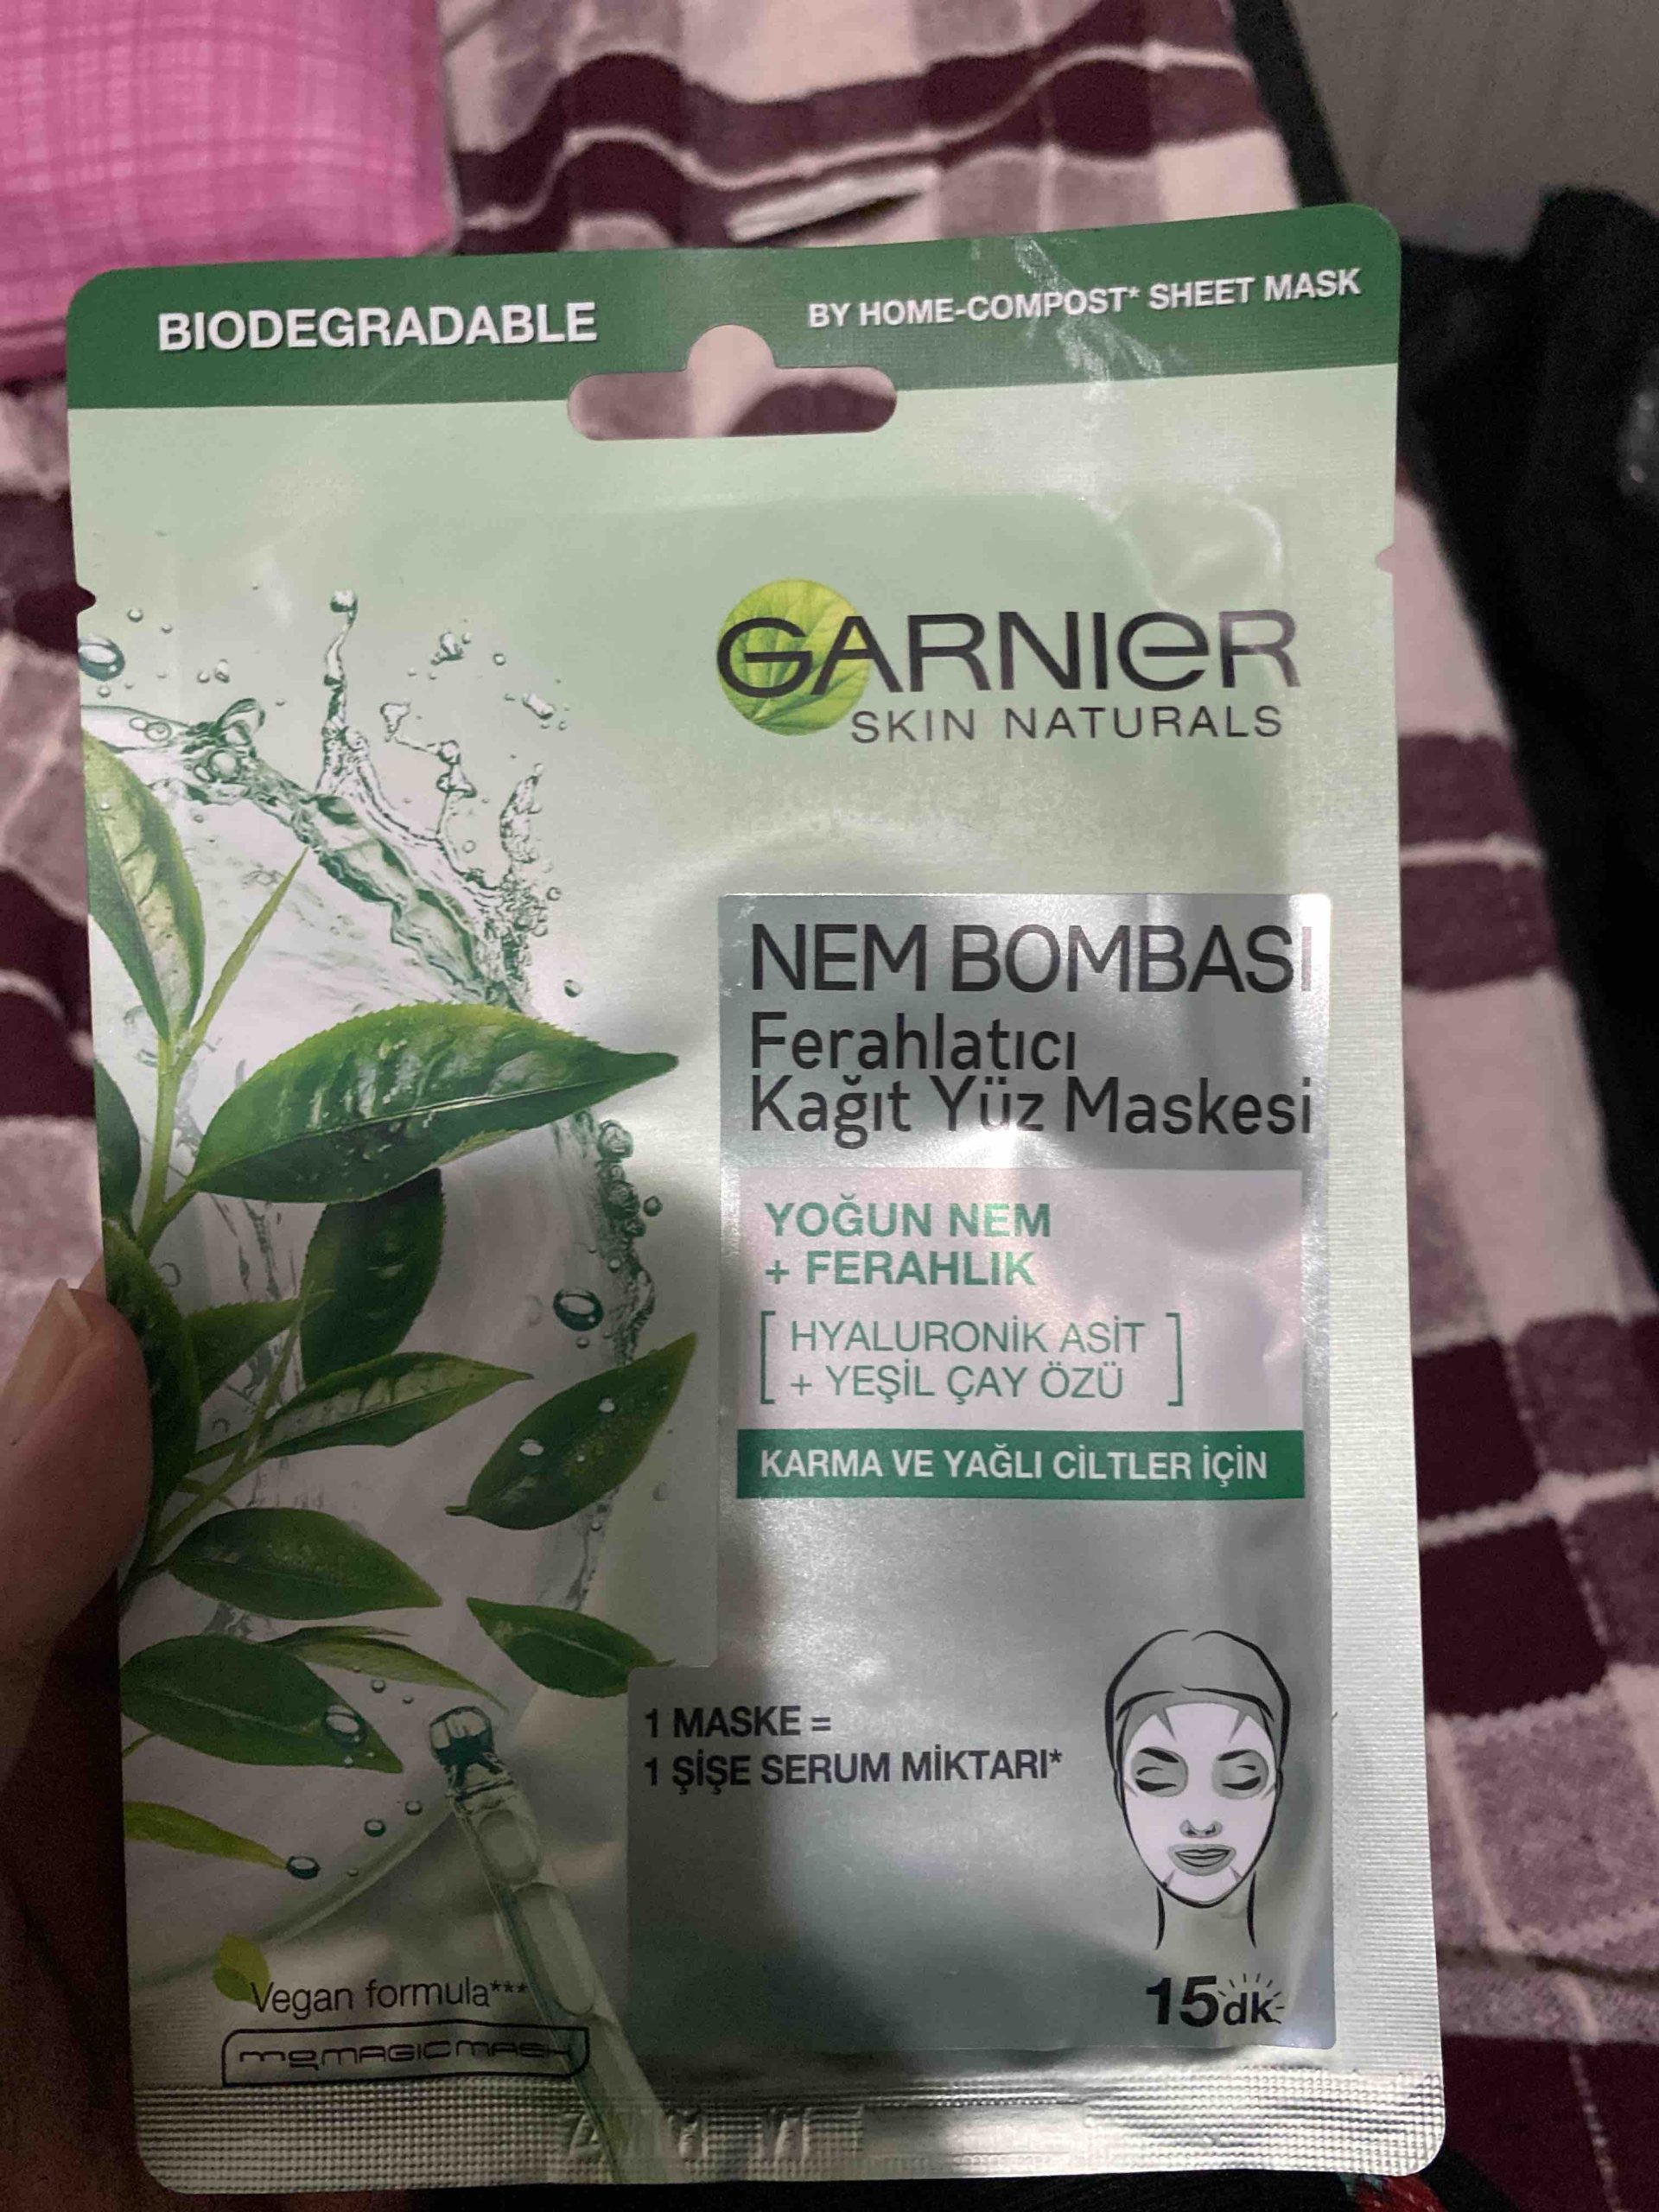 BIODEGRADABLE
BY HOME-COMPOST* SHEET MASK
GARNIER
SKIN NATURALS
NEM BOMBASI
Ferahlatıcı
Kağıt Yüz Maskesi
YOĞUN NEM
+ FERAHLIK
[ HYALURONİK ASİT
+ YEŞİL ÇAY ÖZÜ ]
KARMA VE YAĞLI CİLTLER İÇİN
1 MASKE =
1 ŞİŞE SERUM MİKTARI*
15dk
Vegan formula***
MAGIC MASK